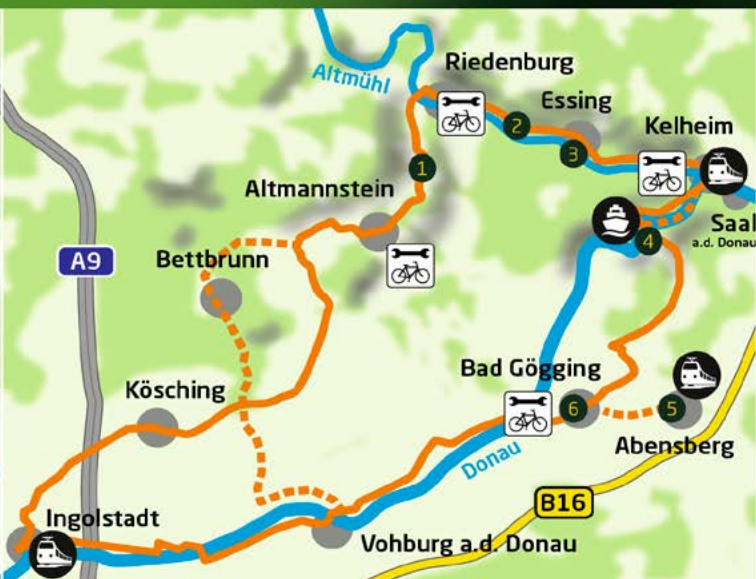 Altmühl
Riedenburg
Essing
Kelheim
2
3
1
Altmannstein
Saal
a.d. Donau
4
A9
Bettbrunn
Bad Gögging
Kösching
6
5
Abensberg
Donau
B16
Ingolstadt
Vohburg a.d. Donau